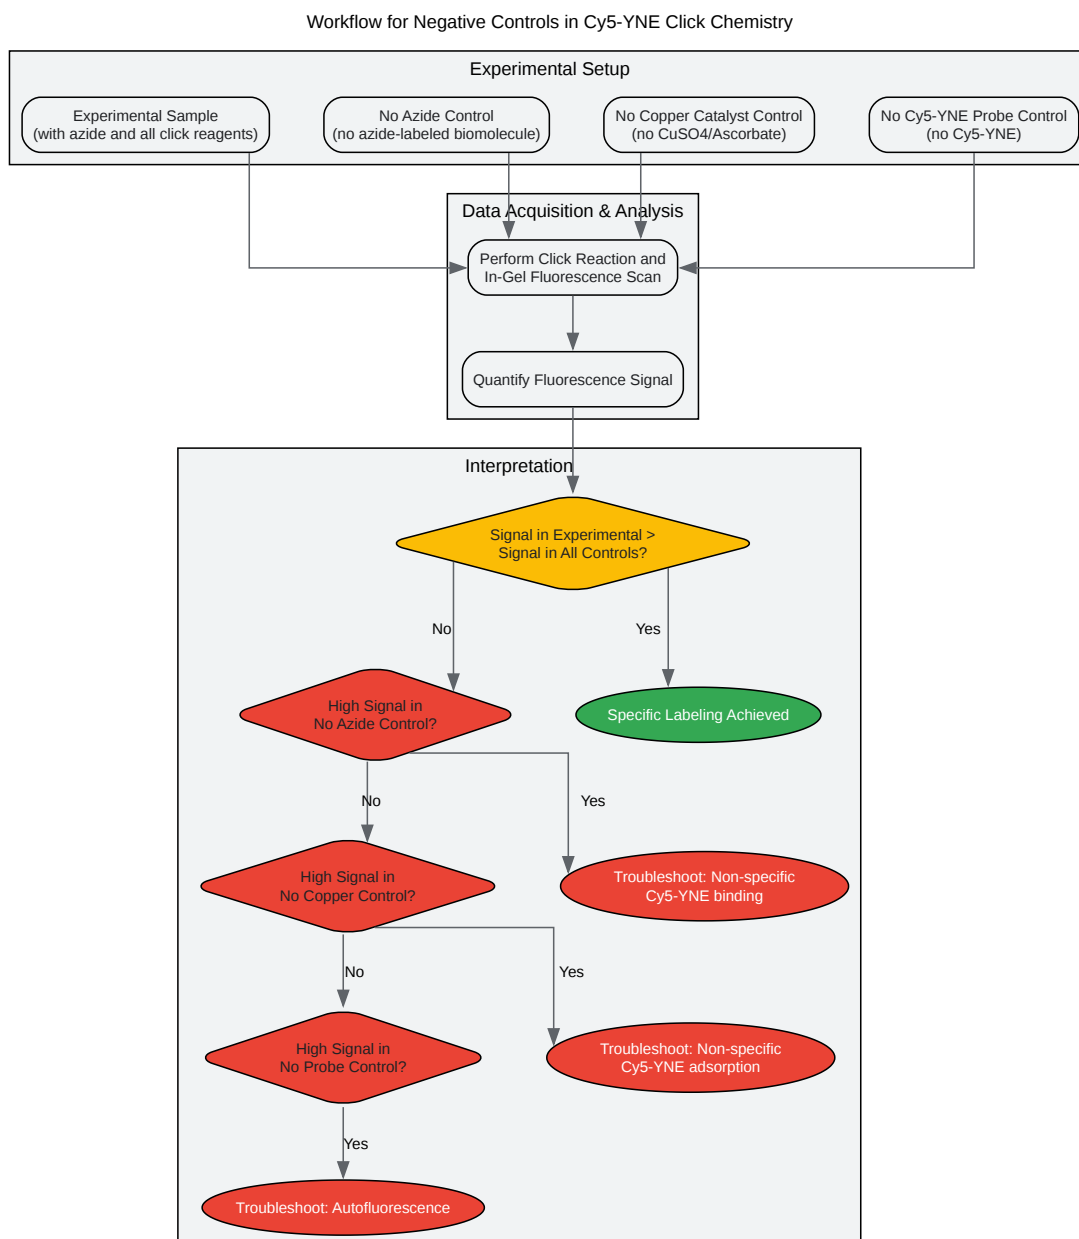 Workflow for Negative Controls in Cy5-YNE Click Chemistry
Experimental Setup
Experimental Sample
(with azide and all click reagents)
No Azide Control
(no azide-labeled biomolecule)
No Copper Catalyst Control
(no CuSO4/Ascorbate)
No Cy5-YNE Probe Control
(no Cy5-YNE)
Data Acquisition & Analysis
Perform Click Reaction and
In-Gel Fluorescence Scan
Quantify Fluorescence Signal
Interpretation
Signal in Experimental >
Signal in All Controls?
No
Yes
High Signal in
No Azide Control?
Specific Labeling Achieved
No
Yes
High Signal in
No Copper Control?
Troubleshoot: Non-specific
Cy5-YNE binding
No
Yes
High Signal in
No Probe Control?
Troubleshoot: Non-specific
Cy5-YNE adsorption
Yes
Troubleshoot: Autofluorescence